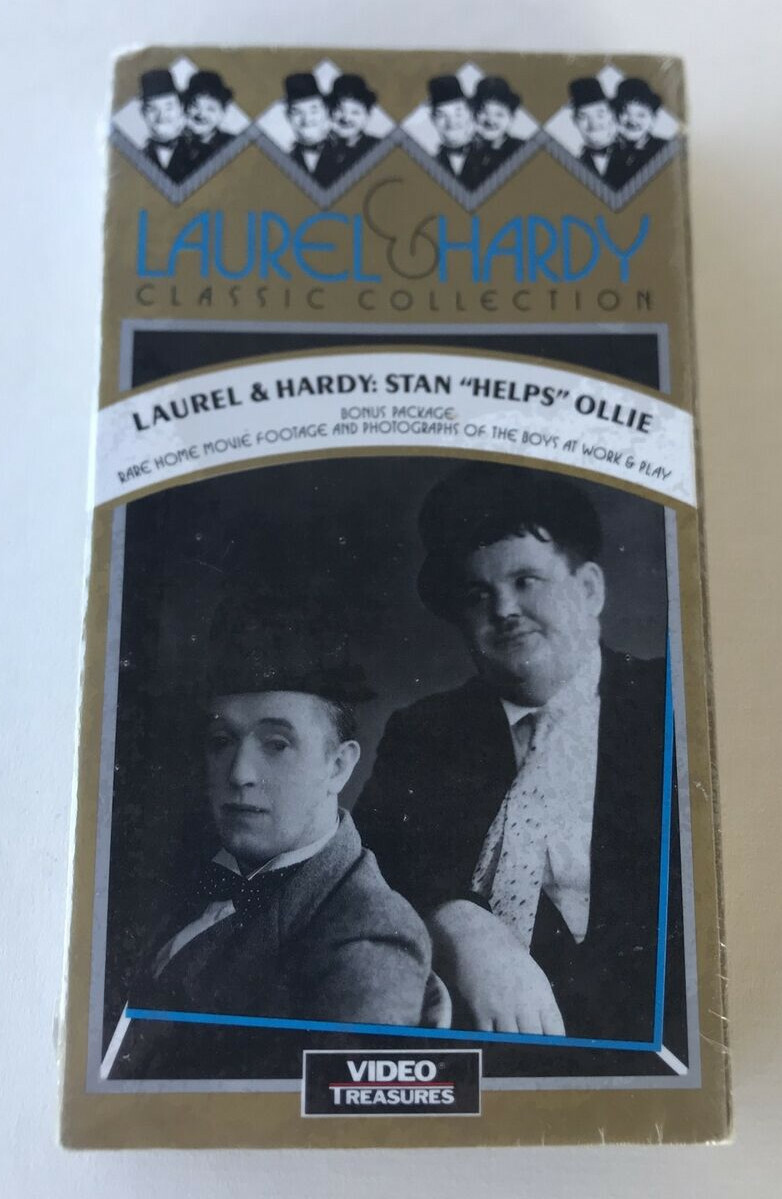 LAUREL & HARDY
CLASSIC COLLECTION
LAUREL & HARDY: STAN "HELPS" OLLIE
BONUS PACKAGE:
RARE HOME MOVIE FOOTAGE AND PHOTOGRAPHS OF THE BOYS AT WORK & PLAY
VIDEO®
TREASURES